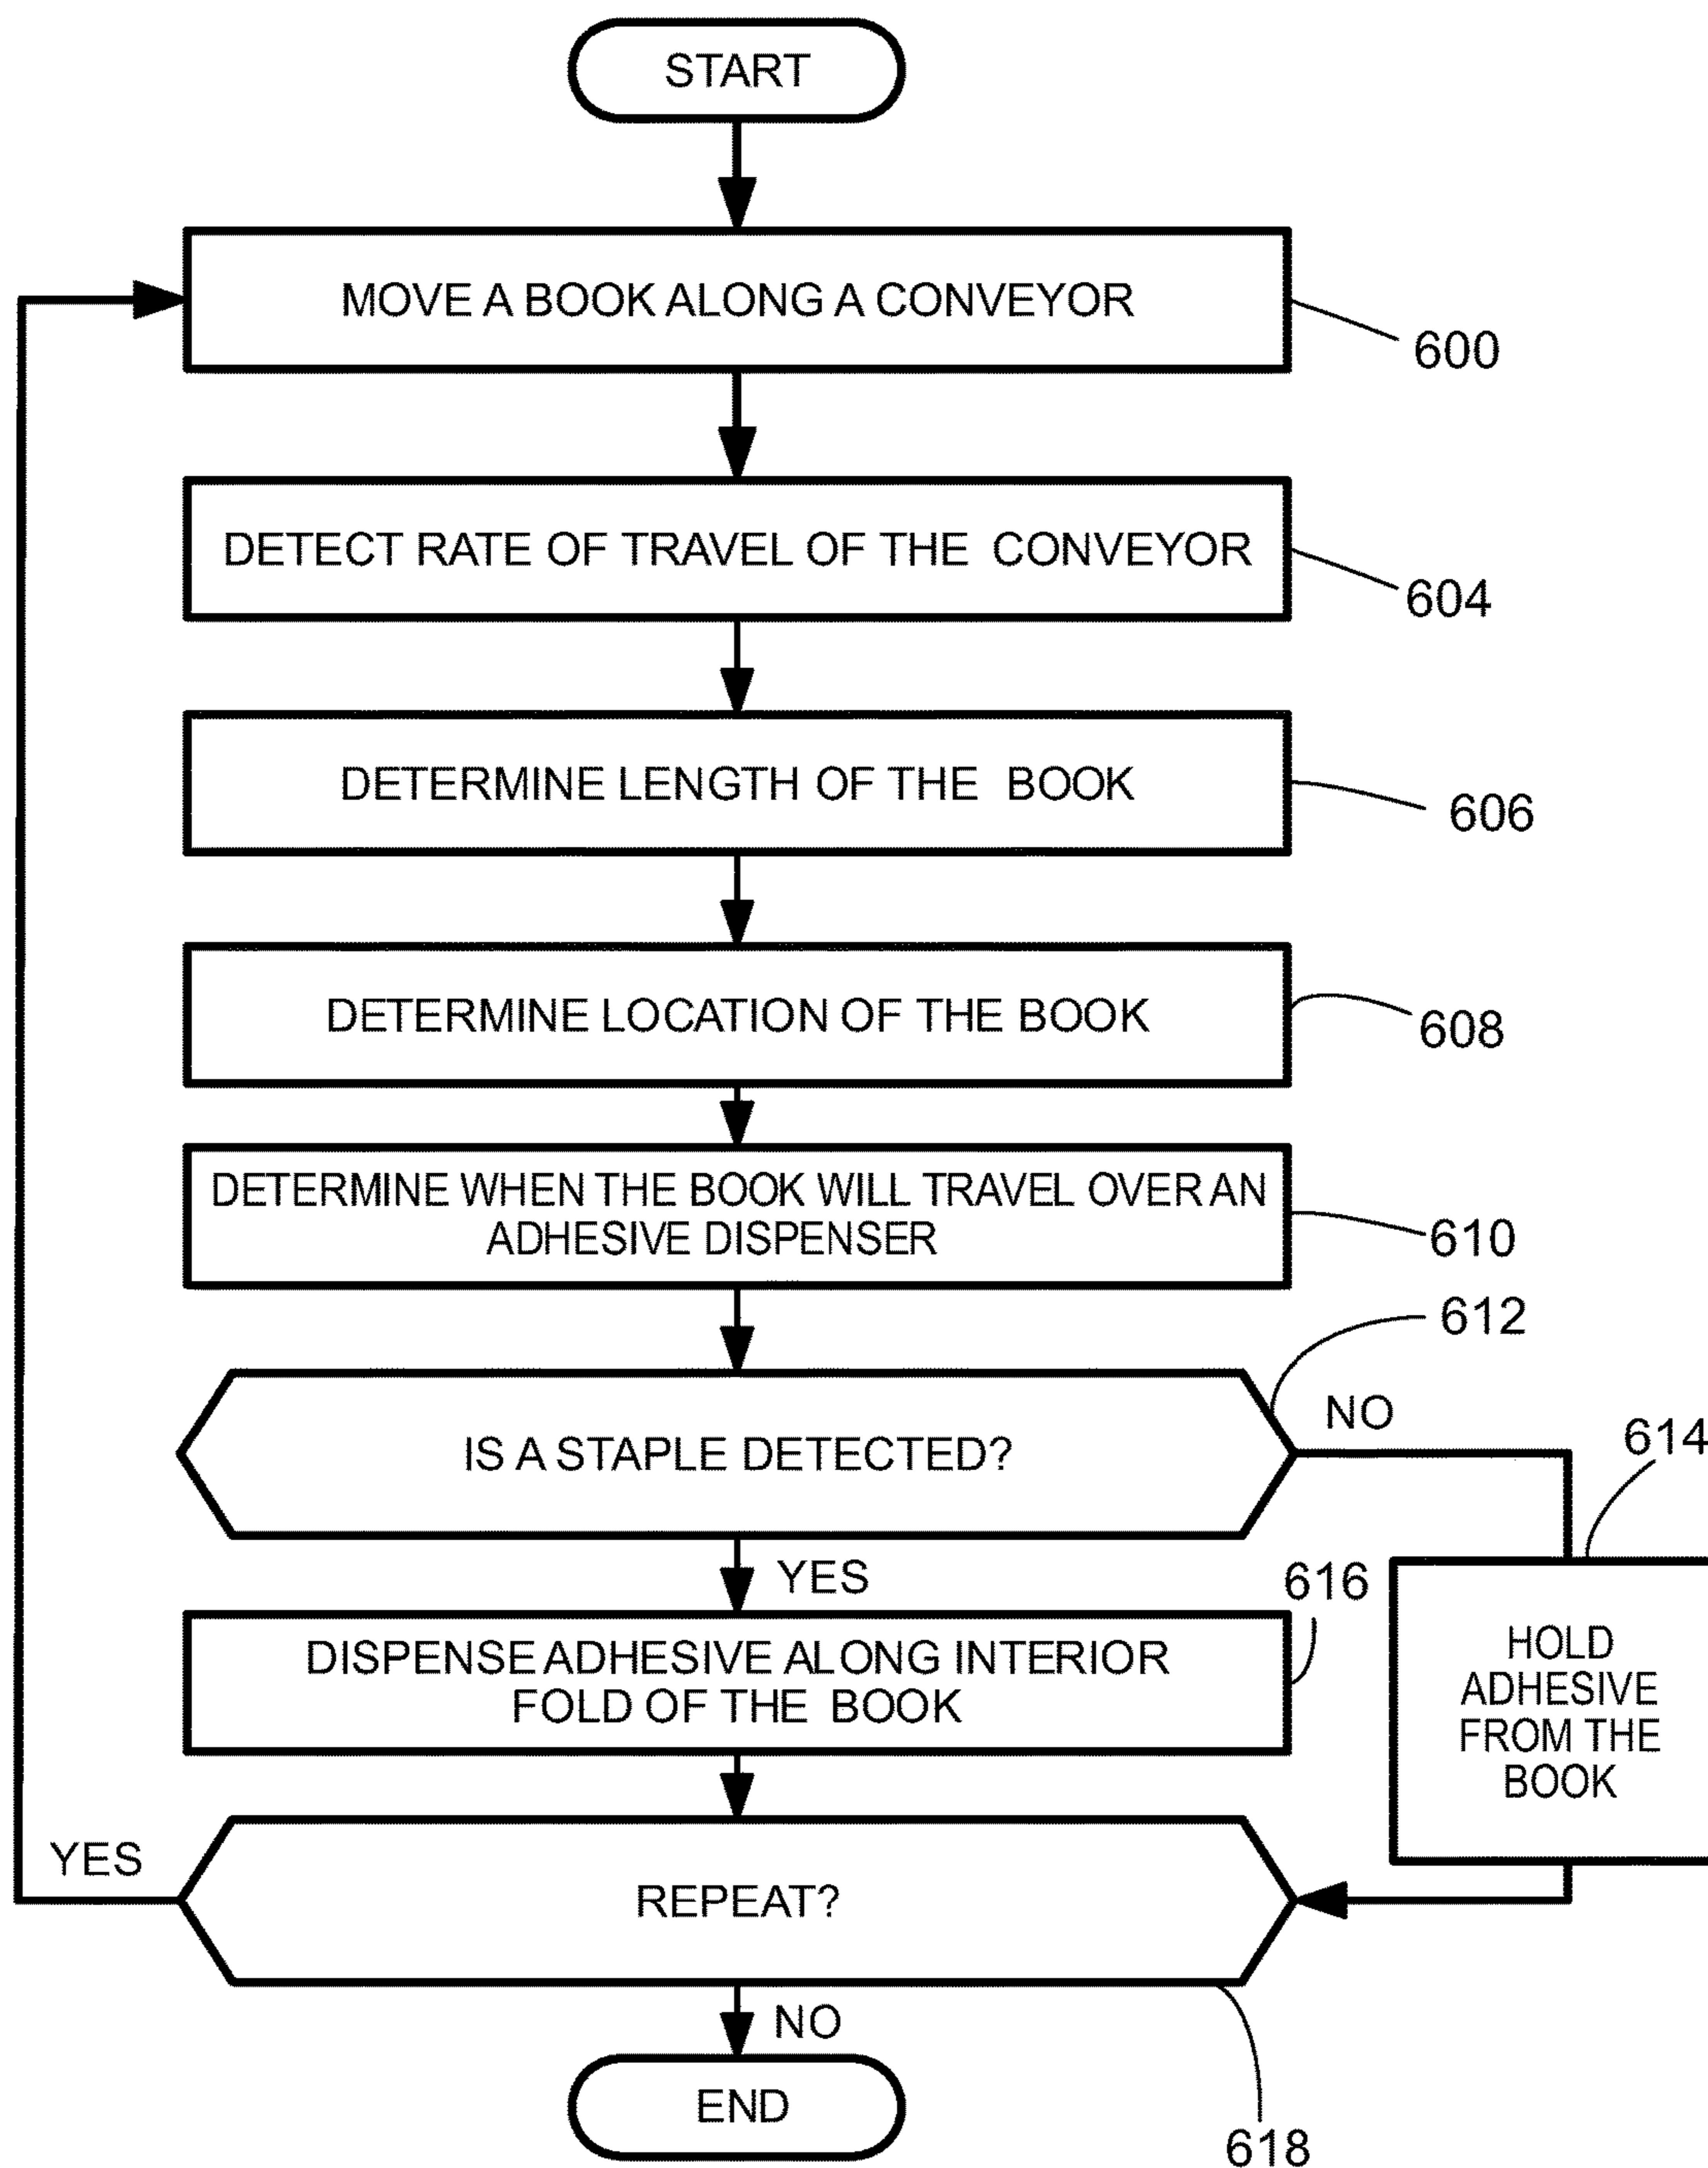 START
MOVE A BOOK ALONG A CONVEYOR
600
DETECT RATE OF TRAVEL OF THE CONVEYOR
604
DETERMINE LENGTH OF THE BOOK
606
DETERMINE LOCATION OF THE BOOK
608
DETERMINE WHEN THE BOOK WILL TRAVEL OVER AN
ADHESIVE DISPENSER
610
612
IS A STAPLE DETECTED?
NO
614
YES
616
DISPENSE ADHESIVE ALONG INTERIOR
FOLD OF THE BOOK
HOLD
ADHESIVE
FROM THE
BOOK
YES
REPEAT?
NO
END
618